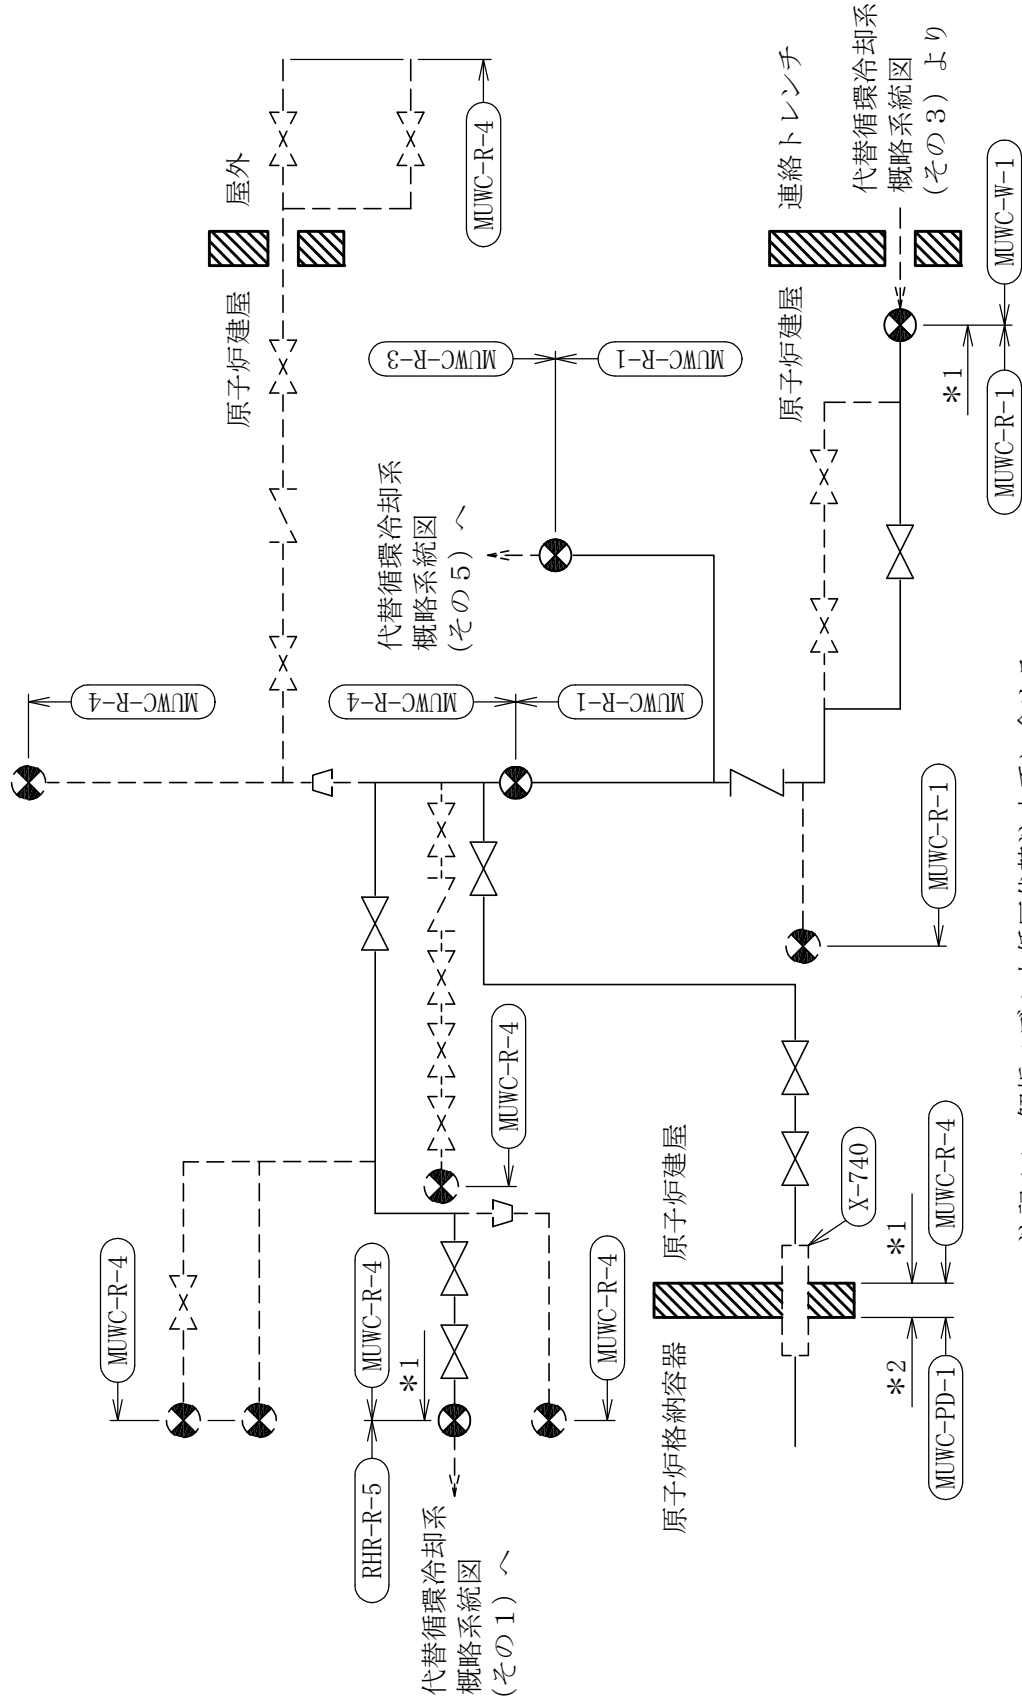 MUWC-R-4
RHR-R-5
MUWC-R-4
*1
代替循環冷却系
概略系統図
(その1)へ
MUWC-R-4
MUWC-R-4
MUWC-R-4
MUWC-R-4
MUWC-R-1
代替循環冷却系
概略系統図
(その5)へ
MUWC-R-3
MUWC-R-1
原子炉建屋
屋外
MUWC-R-4
原子炉格納容器
原子炉建屋
X-740
*2
*1
MUWC-PD-1
MUWC-R-4
MUWC-R-1
原子炉建屋
連絡トレンチ
代替循環冷却系
概略系統図
(その3)より
*1
MUWC-R-1
MUWC-W-1